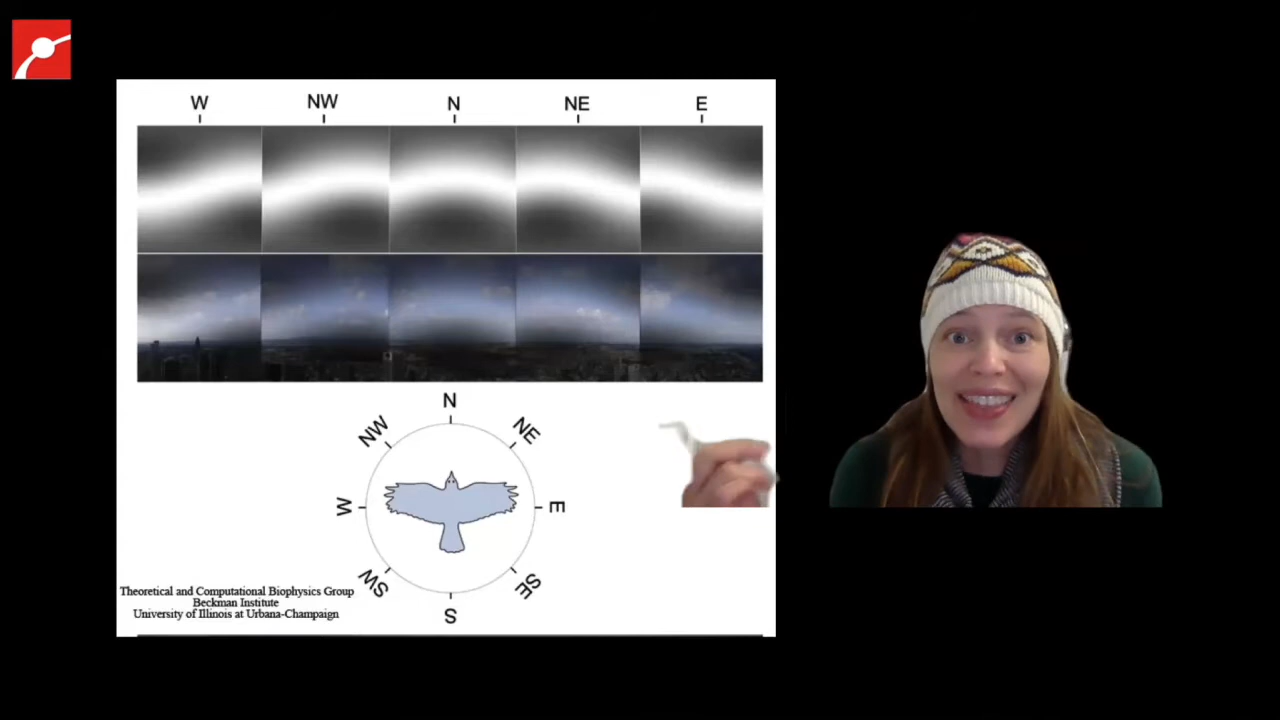 W NW N NE E
N
NW NE
W E
SW SE
S
Theoretical and Computational Biophysics Group
Beckman Institute
University of Illinois at Urbana-Champaign